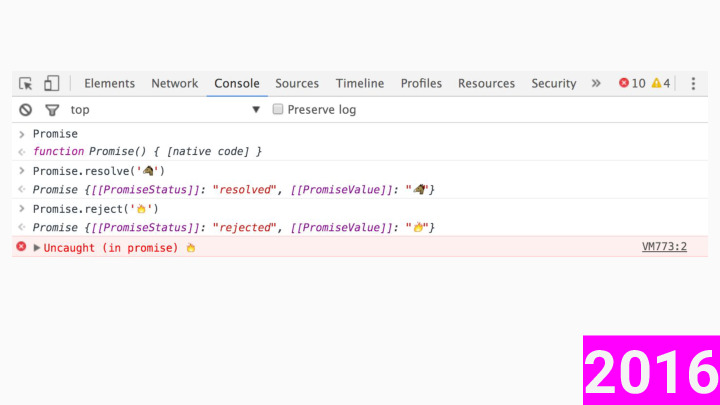 Elements Network Console Sources Timeline Profiles Resources Security » 10 4
top ▼ Preserve log
> Promise
<· function Promise() { [native code] }
> Promise.resolve('🐴')
<· Promise {[[PromiseStatus]]: "resolved", [[PromiseValue]]: "🐴"}
> Promise.reject('🔥')
<· Promise {[[PromiseStatus]]: "rejected", [[PromiseValue]]: "🔥"}
▶ Uncaught (in promise) 🔥 VM773:2
2016